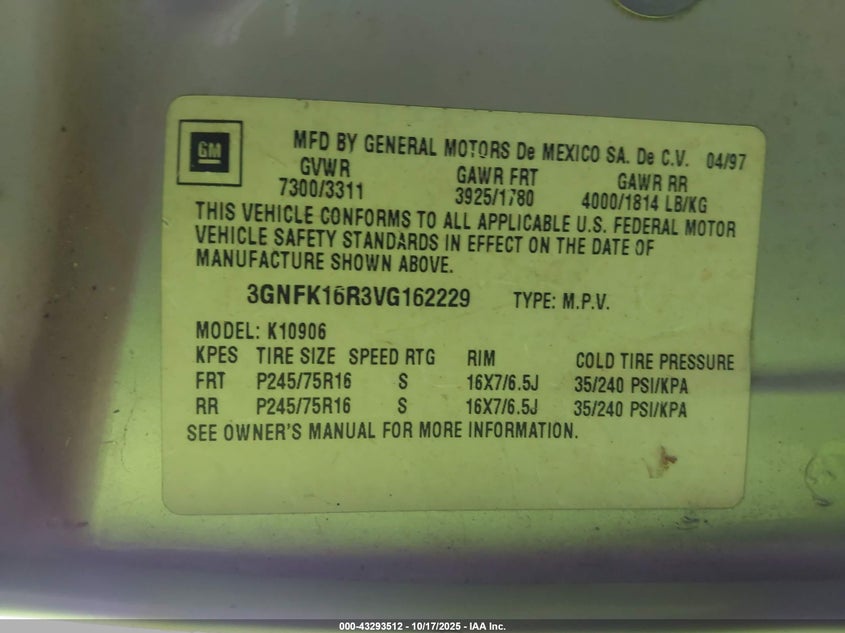 GM
MFD BY GENERAL MOTORS De MEXICO SA. De C.V. 04/97
GVWR GAWR FRT GAWR RR
7300/3311 3925/1780 4000/1814 LB/KG
THIS VEHICLE CONFORMS TO ALL APPLICABLE U.S. FEDERAL MOTOR
VEHICLE SAFETY STANDARDS IN EFFECT ON THE DATE OF
MANUFACTURE SHOWN ABOVE.
3GNFK16R3VG162229 TYPE: M.P.V.
MODEL: K10906
KPES TIRE SIZE SPEED RTG RIM COLD TIRE PRESSURE
FRT P245/75R16 S 16X7/6.5J 35/240 PSI/KPA
RR P245/75R16 S 16X7/6.5J 35/240 PSI/KPA
SEE OWNER'S MANUAL FOR MORE INFORMATION.
000-43293512 - 10/17/2025 - IAA Inc.